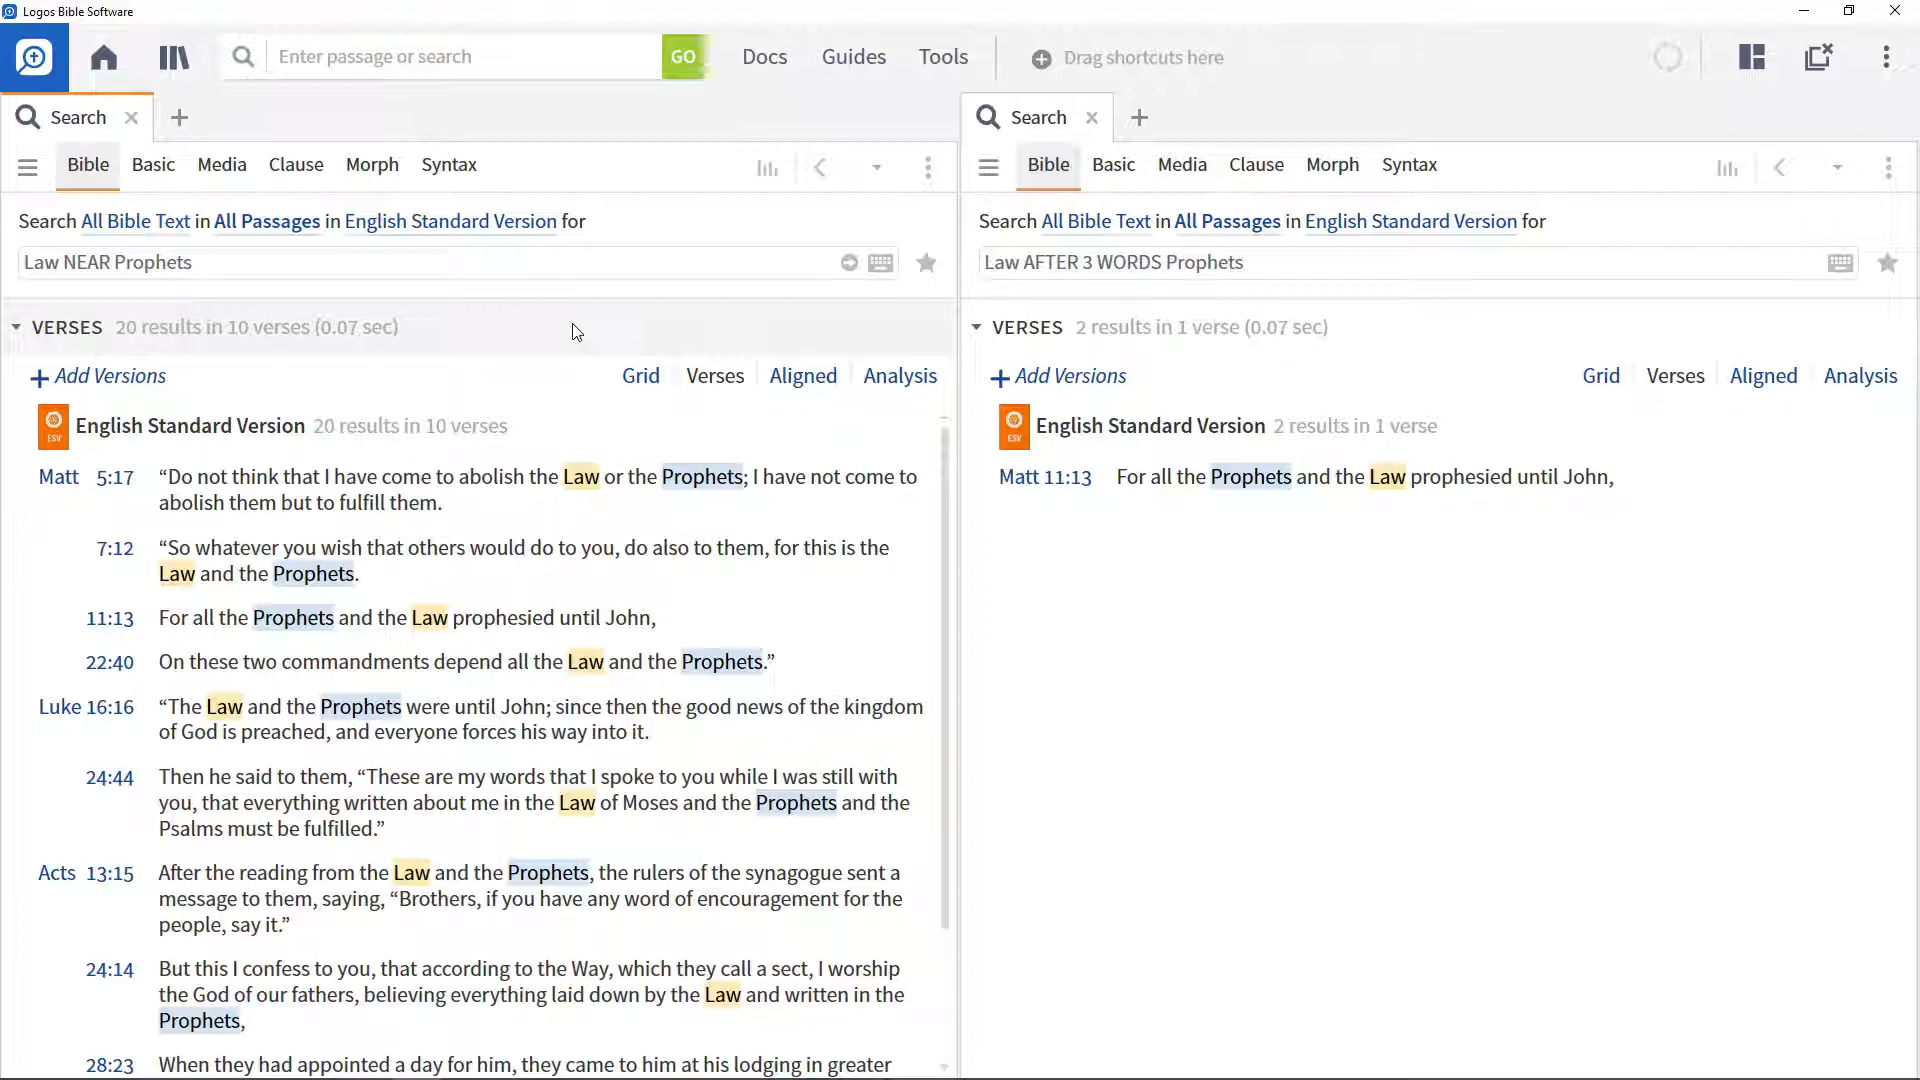 Logos Bible Software
Enter passage or search
GO
Docs Guides Tools
Drag shortcuts here
Search
Bible Basic Media Clause Morph Syntax
Search All Bible Text in All Passages in English Standard Version for
Law NEAR Prophets
VERSES 20 results in 10 verses (0.07 sec)
Add Versions
Grid Verses Aligned Analysis
ESV
English Standard Version 20 results in 10 verses
Matt 5:17 “Do not think that I have come to abolish the Law or the Prophets; I have not come to
abolish them but to fulfill them.
7:12 “So whatever you wish that others would do to you, do also to them, for this is the
Law and the Prophets.
11:13 For all the Prophets and the Law prophesied until John,
22:40 On these two commandments depend all the Law and the Prophets.”
Luke 16:16 “The Law and the Prophets were until John; since then the good news of the kingdom
of God is preached, and everyone forces his way into it.
24:44 Then he said to them, “These are my words that I spoke to you while I was still with
you, that everything written about me in the Law of Moses and the Prophets and the
Psalms must be fulfilled.”
Acts 13:15 After the reading from the Law and the Prophets, the rulers of the synagogue sent a
message to them, saying, “Brothers, if you have any word of encouragement for the
people, say it.”
24:14 But this I confess to you, that according to the Way, which they call a sect, I worship
the God of our fathers, believing everything laid down by the Law and written in the
Prophets,
28:23 When they had appointed a day for him, they came to him at his lodging in greater
Search
Bible Basic Media Clause Morph Syntax
Search All Bible Text in All Passages in English Standard Version for
Law AFTER 3 WORDS Prophets
VERSES 2 results in 1 verse (0.07 sec)
Add Versions
Grid Verses Aligned Analysis
ESV
English Standard Version 2 results in 1 verse
Matt 11:13 For all the Prophets and the Law prophesied until John,